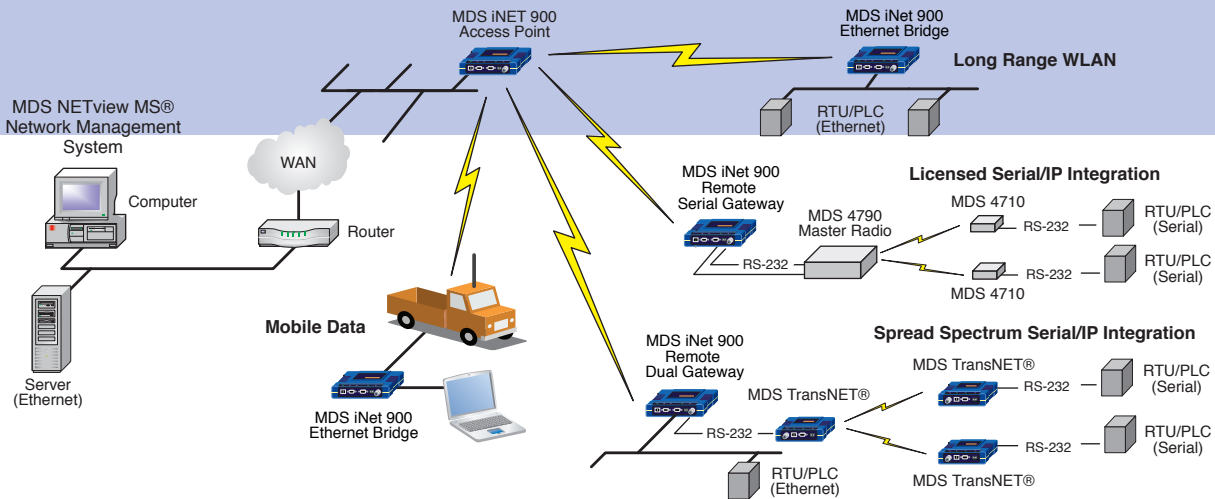 MDS iNET 900
Access Point
MDS iNet 900
Ethernet Bridge
Long Range WLAN
RTU/PLC
(Ethernet)
MDS NETview MS®
Network Management
System
WAN
Computer
Router
Server
(Ethernet)
Mobile Data
MDS iNet 900
Ethernet Bridge
MDS iNet 900
Remote
Serial Gateway
Licensed Serial/IP Integration
MDS 4790
Master Radio
RS-232
MDS 4710
RS-232
RTU/PLC
(Serial)
MDS 4710
RS-232
RTU/PLC
(Serial)
Spread Spectrum Serial/IP Integration
MDS iNet 900
Remote
Dual Gateway
RS-232
MDS TransNET®
RTU/PLC
(Ethernet)
MDS TransNET®
RS-232
RTU/PLC
(Serial)
MDS TransNET®
RS-232
RTU/PLC
(Serial)